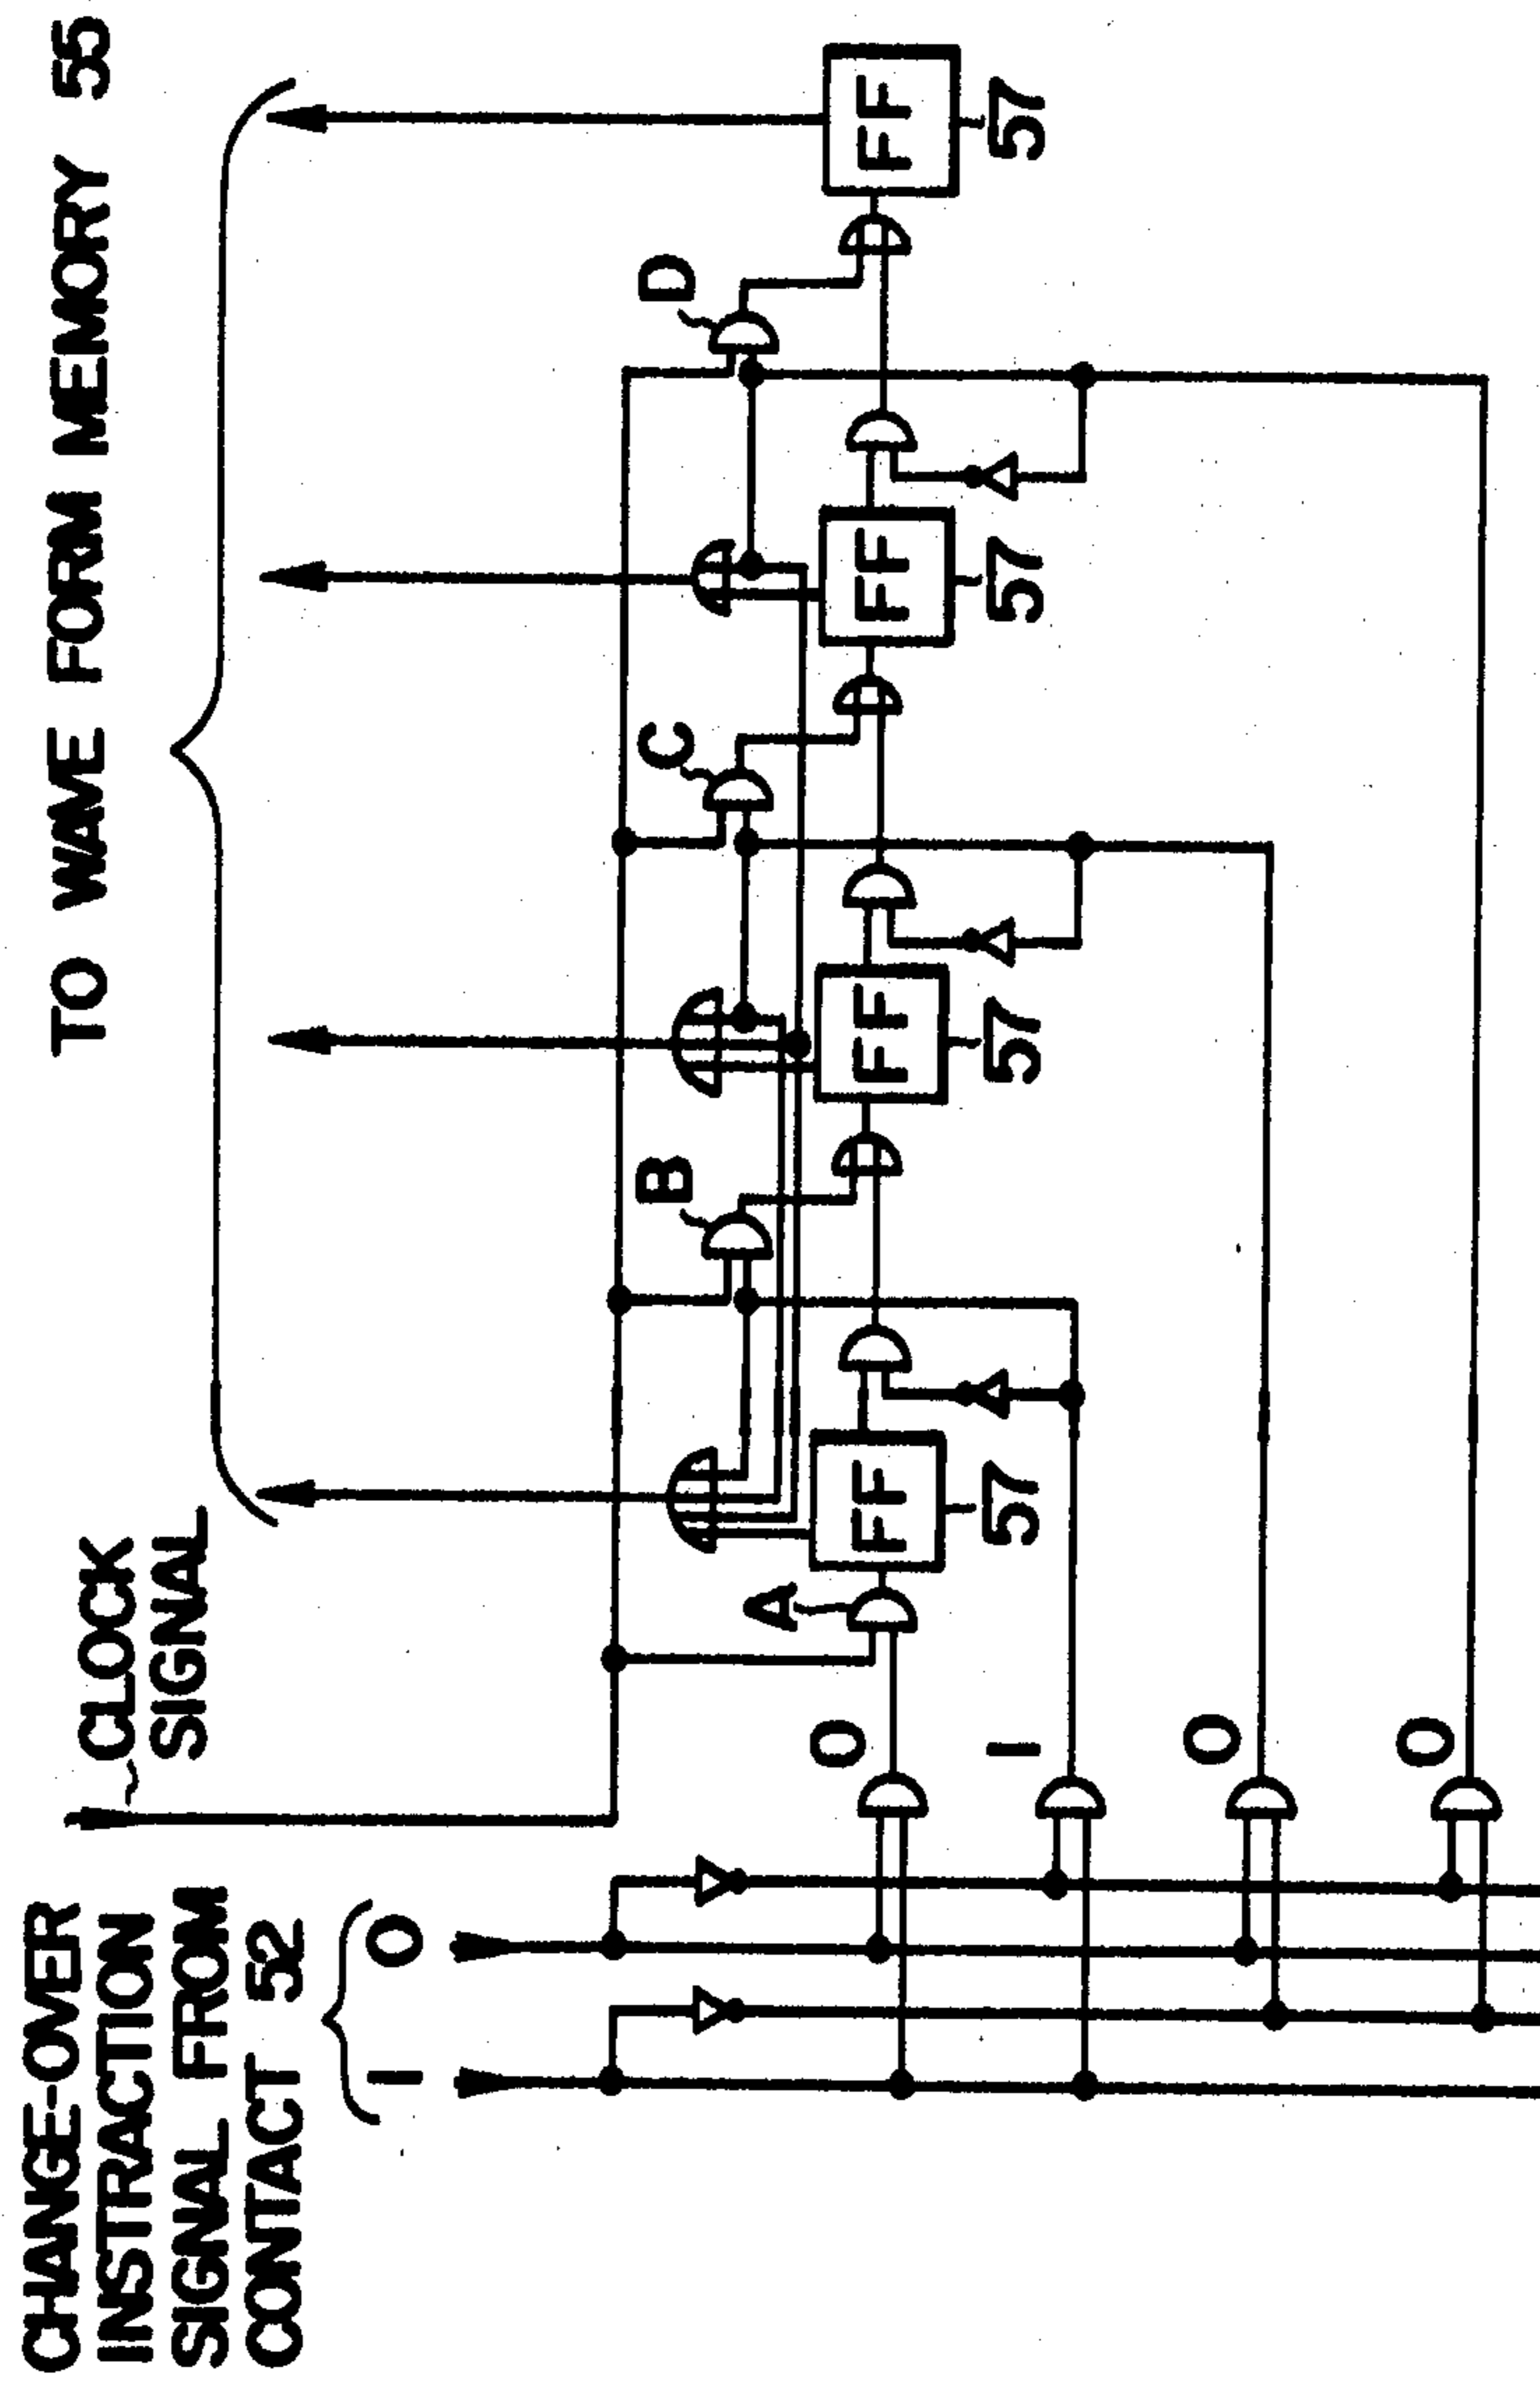 CHANGE-OVER
INSTRACTION
SIGNAL FROM
CONTACT 52
1 0
CLOCK
SIGNAL
TO WAVE FORM MEMORY 55
A
B
C
D
FF
FF
FF
FF
57
57
57
57
0
1
0
0